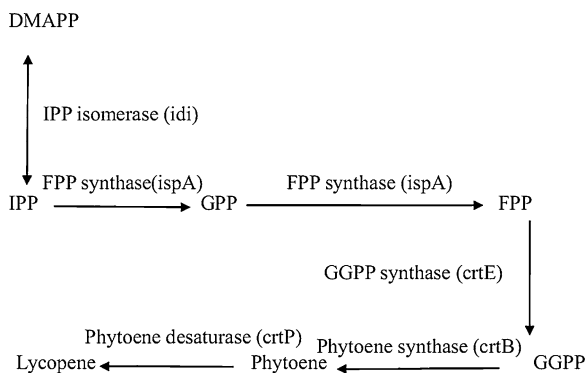 DMAPP
IPP isomerase (idi)
FPP synthase(ispA)
FPP synthase (ispA)
IPP
GPP
FPP
GGPP synthase (crtE)
Phytoene desaturase (crtP)
Phytoene synthase (crtB)
Lycopene
Phytoene
GGPP